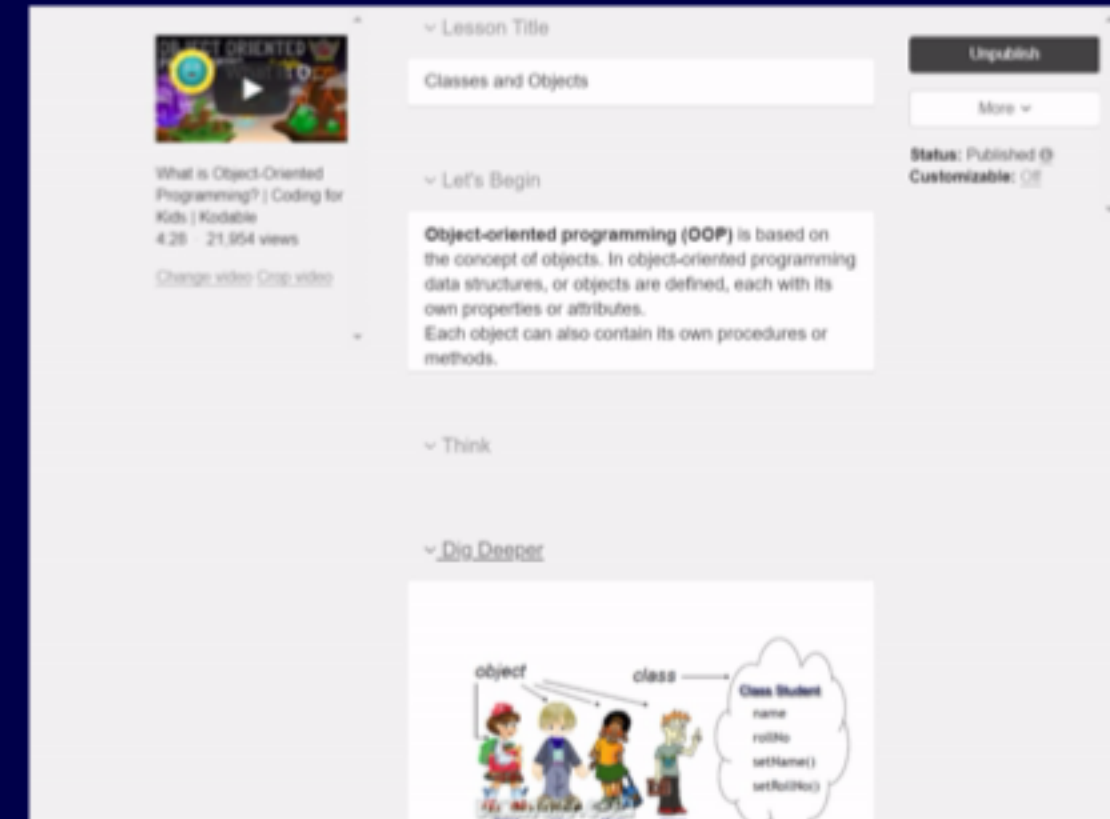 OBJECT ORIENTED
What is Object-Oriented
Programming? | Coding for
Kids | Kodable
4:28 21,954 views
Change video Crop video
Lesson Title
Classes and Objects
Let's Begin
Object-oriented programming (OOP) is based on
the concept of objects. In object-oriented programming
data structures, or objects are defined, each with its
own properties or attributes.
Each object can also contain its own procedures or
methods.
Think
Dig Deeper
object
class
Class Student
name
rollNo
setName()
setRollNo()
Unpublish
More
Status: Published
Customizable: Off